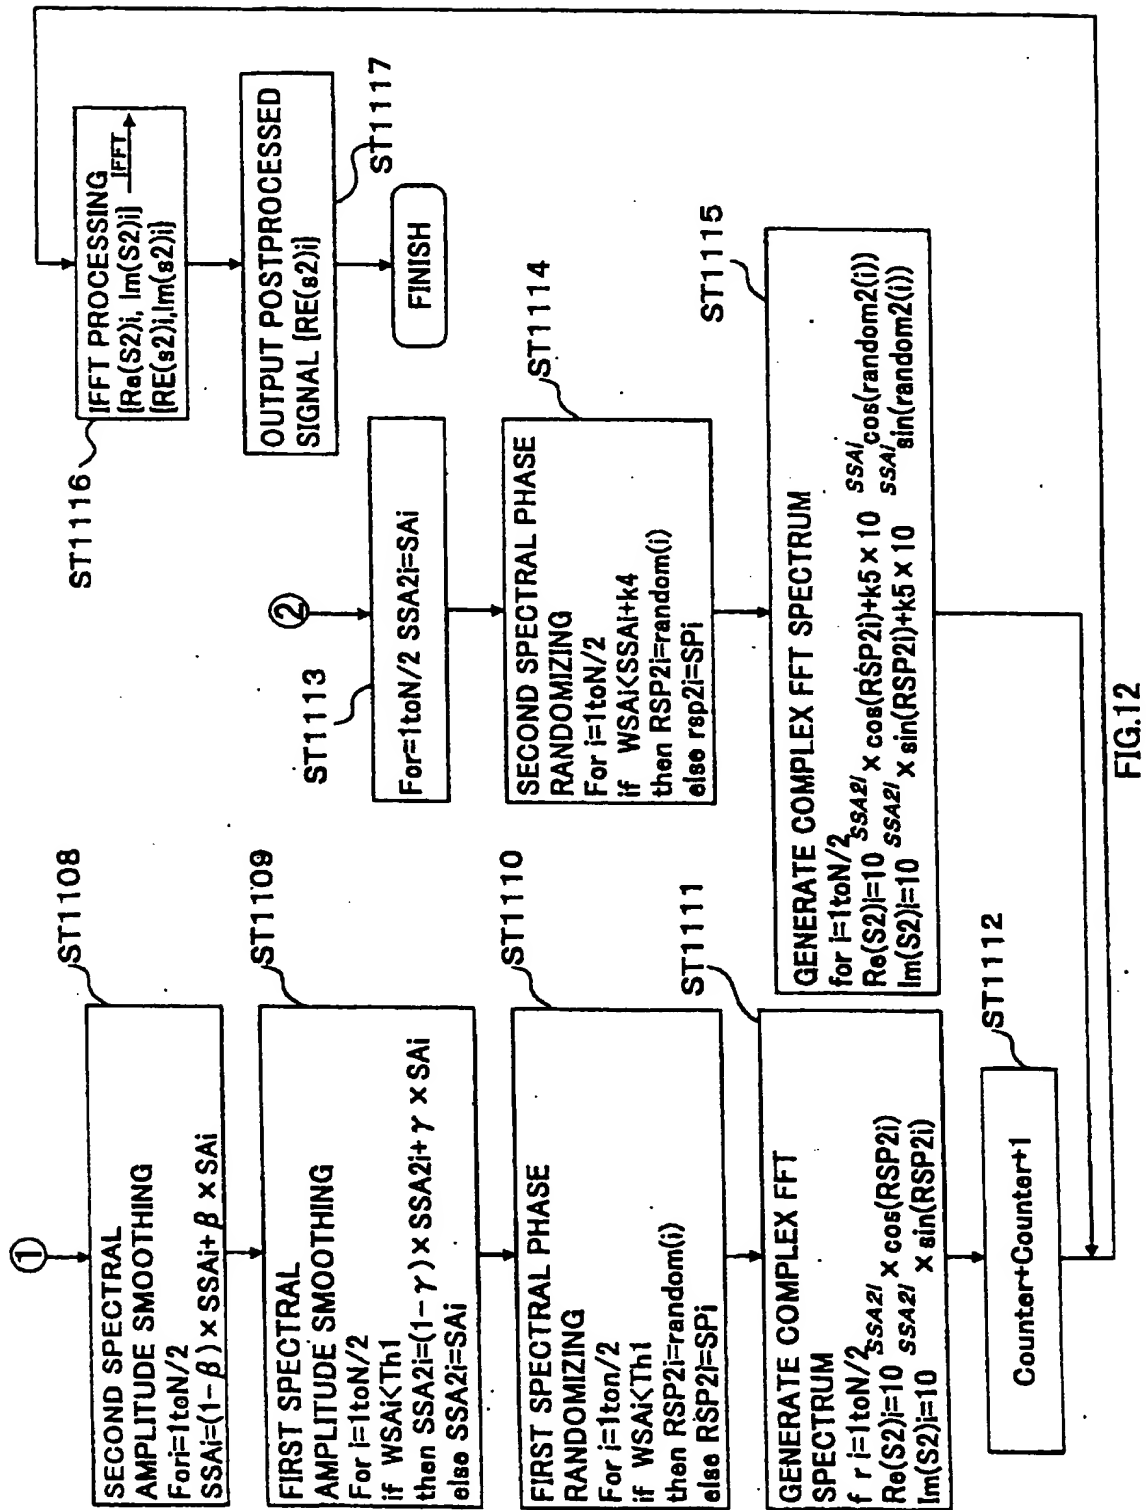 ①
SECOND SPECTRAL
AMPLITUDE SMOOTHING
Fori=1toN/2
SSAi=(1-β)×SSAi+β×SAi
ST1108
FIRST SPECTRAL
AMPLITUDE SMOOTHING
For i=1toN/2
if WSAi<Th1
then SSA2i=(1-γ)×SSA2i+γ×SAi
else SSA2i=SAi
ST1109
FIRST SPECTRAL PHASE
RANDOMIZING
For i=1ton/2
if WSAi<Th1
then RSP2i=random(i)
else RSP2i=SPi
ST1110
GENERATE COMPLEX FFT
SPECTRUM
f r i=1toN/2
Re(S2)i=10 SSA2i × cos(RSP2i)
Im(S2)i=10 SSA2i × sin(RSP2i)
ST1111
Counter+Counter+1
ST1112
②
For=1toN/2 SSA2i=SAi
ST1113
SECOND SPECTRAL PHASE
RANDOMIZING
For i=1toN/2
if WSAi<SSAi+k4
then RSP2i=random(i)
else rsp2i=SPi
ST1114
GENERATE COMPLEX FFT SPECTRUM
for i=1toN/2
Re(S2)i=10 SSA2i × cos(RSP2i)+k5×10 SSAi cos(random2(i))
Im(S2)i=10 SSA2i × sin(RSP2i)+k5×10 SSAi sin(random2(i))
ST1115
IFFT PROCESSING
{Re(S2)i, Im(S2)i} IFFT
{RE(s2)i,Im(s2)i}
ST1116
OUTPUT POSTPROCESSED
SIGNAL {RE(s2)i}
ST1117
FINISH
FIG.12